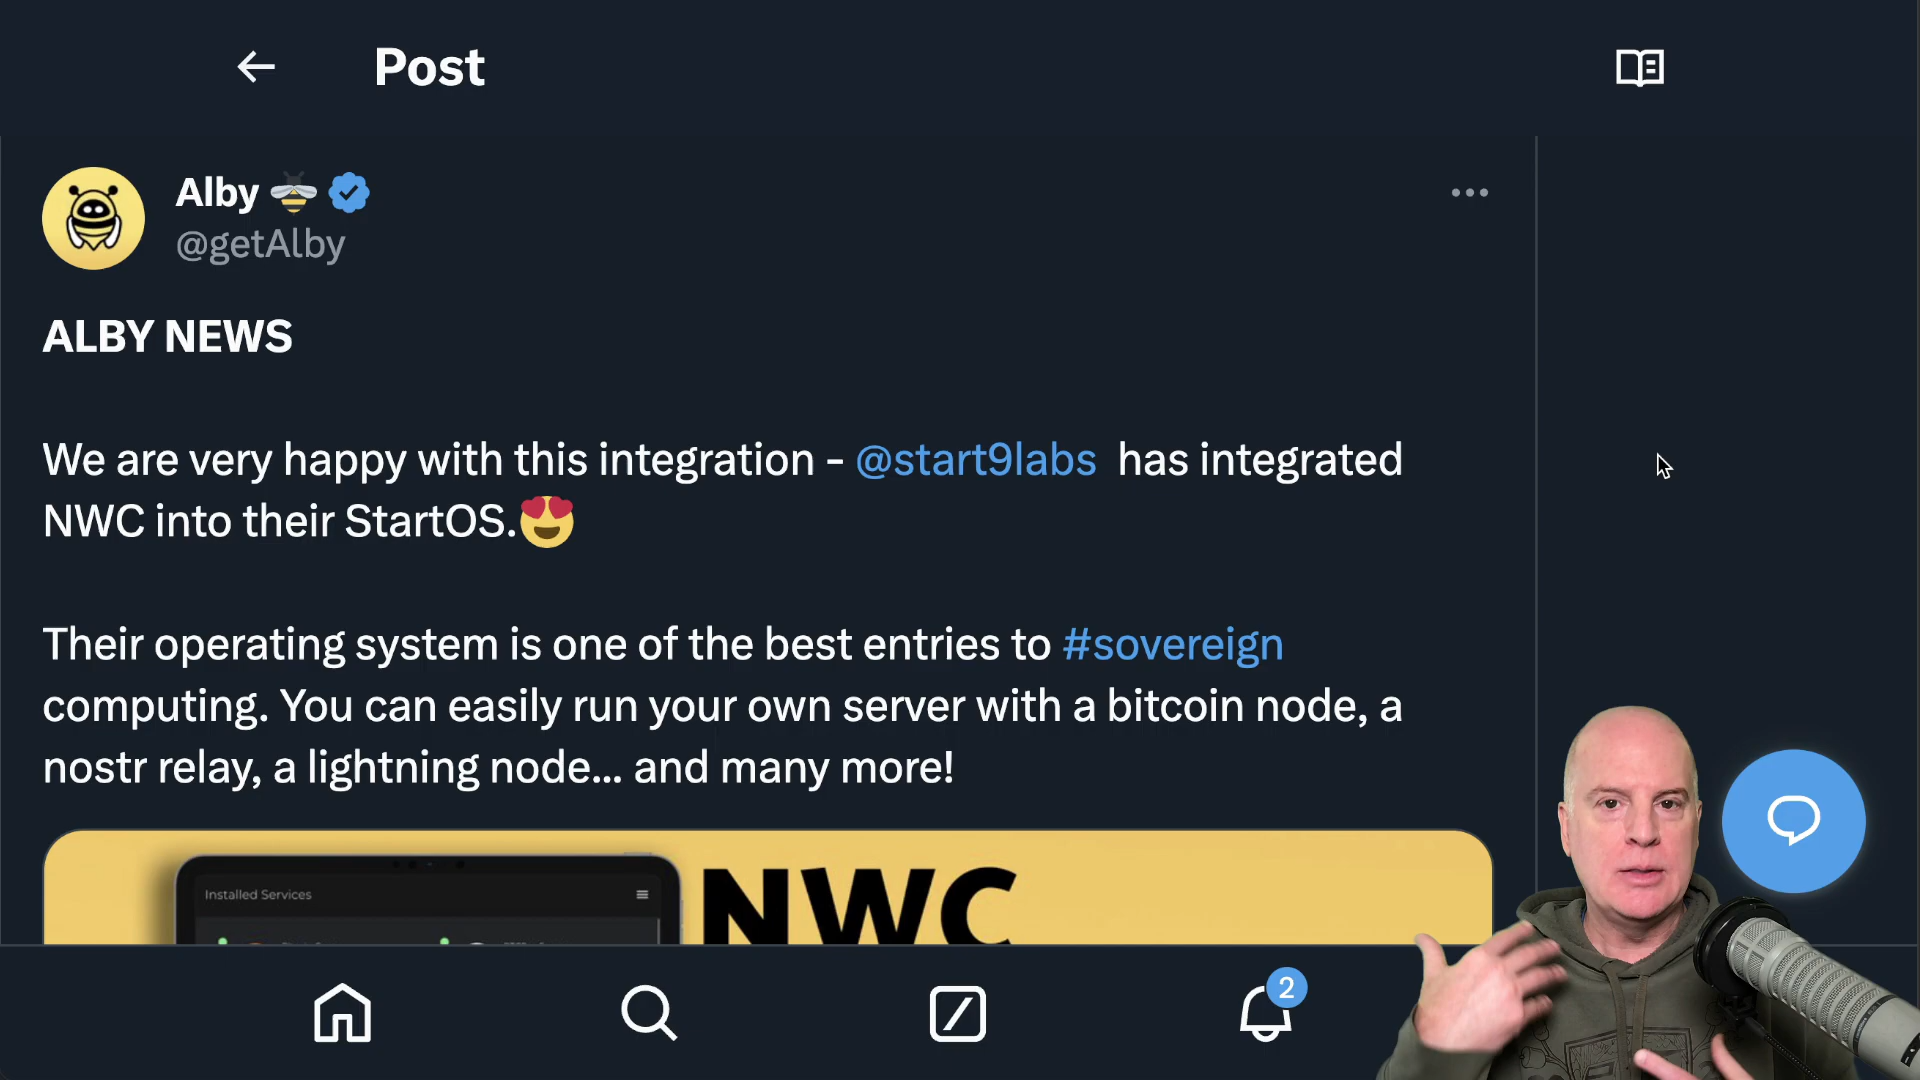 Post
Alby 🐝
@getAlby
ALBY NEWS
We are very happy with this integration - @start9labs has integrated
NWC into their StartOS.😍
Their operating system is one of the best entries to #sovereign
computing. You can easily run your own server with a bitcoin node, a
nostr relay, a lightning node... and many more!
Installed Services
NWC
2